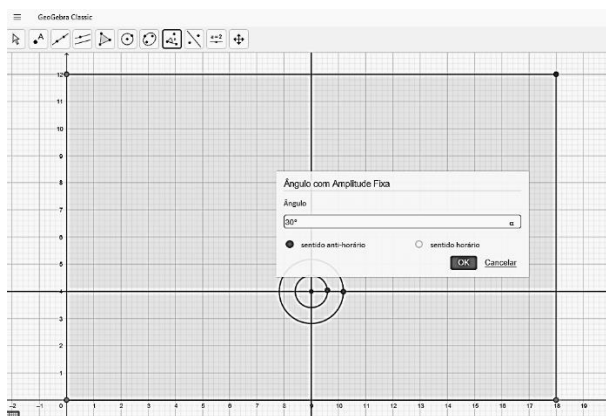 GeoGebra Classic
A
a=2
12
11
10
9
8
Ângulo com Amplitude Fixa
Ângulo
30°
α
sentido anti-horário sentido horário
OK Cancelar
7
6
5
4
3
2
1
-2 -1 0 1 2 3 4 5 6 7 8 9 10 11 12 13 14 15 16 17 18 19